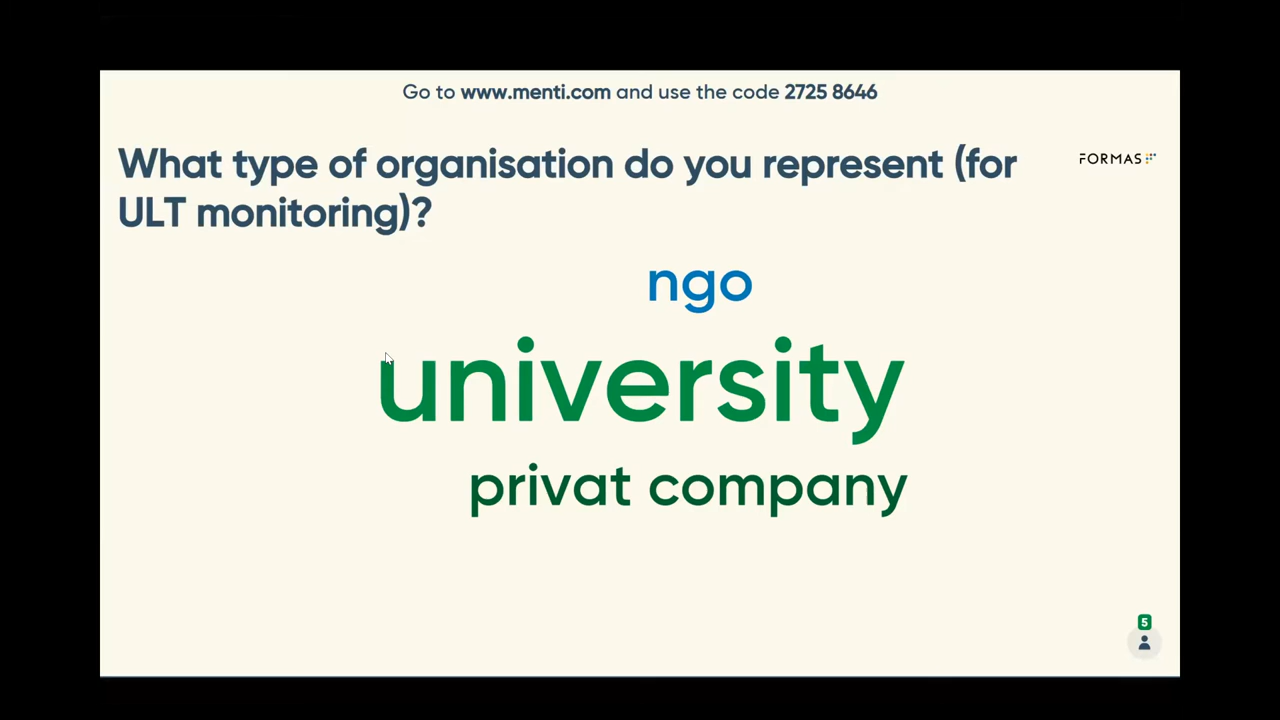 Go to www.menti.com and use the code 2725 8646
What type of organisation do you represent (for
ULT monitoring)?
FORMAS
ngo
university
privat company
5